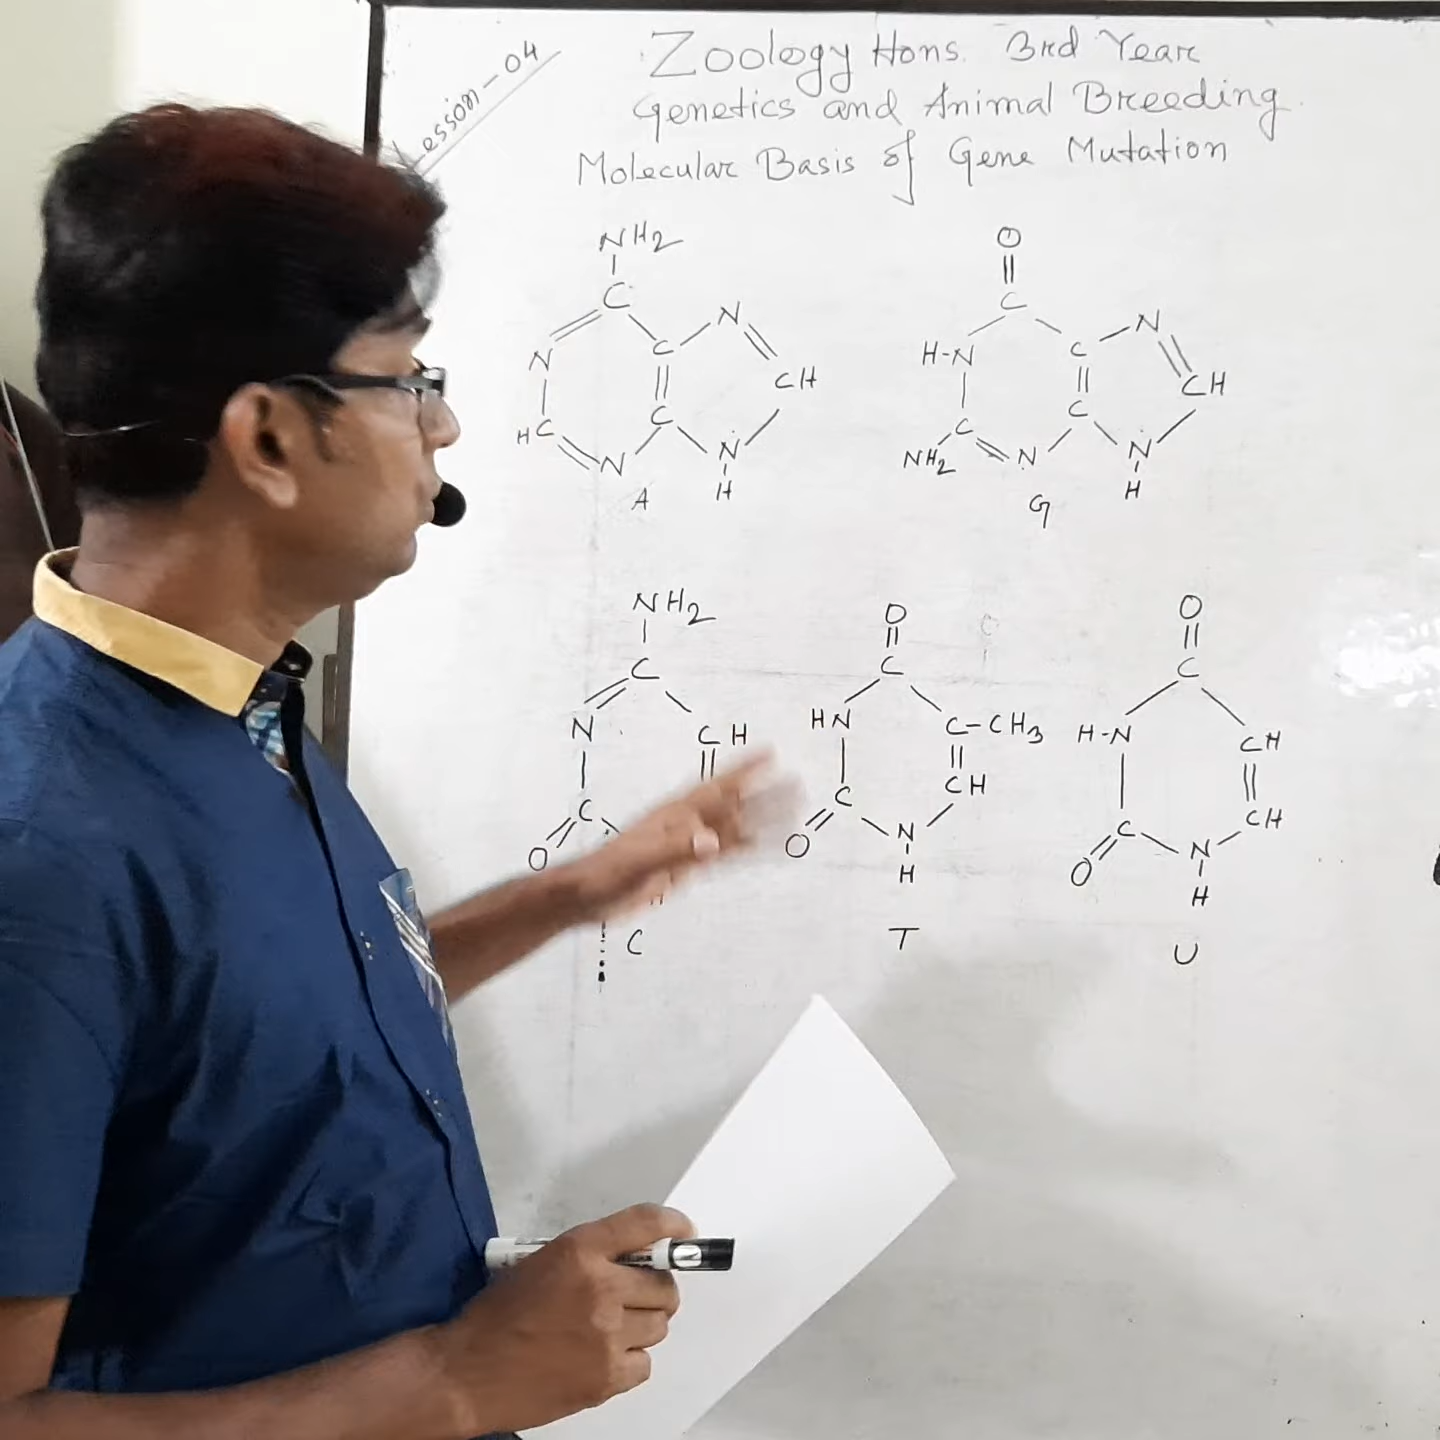 Lesson-04
Zoology Hons. 3rd Year
Genetics and Animal Breeding
Molecular Basis of Gene Mutation
NH2
C
N
N
C
CH
HC
C
N
N
H
A
O
C
N
H-N
C
CH
C
C
NH2
N
N
H
G
NH2
C
N
CH
C
O
C
O
C
HN
C-CH3
CH
C
O
N
H
T
O
C
H-N
CH
CH
C
O
N
H
U